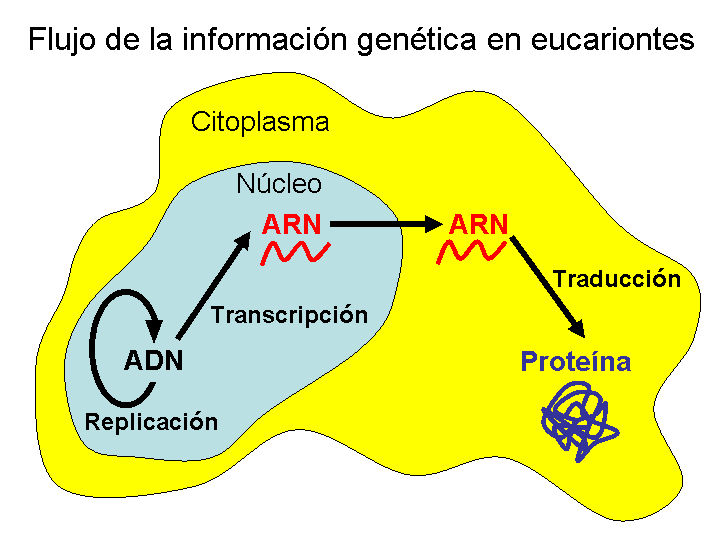 Flujo de la información genética en eucariontes
Citoplasma
Núcleo
ARN
ARN
Traducción
Transcripción
ADN
Proteína
Replicación